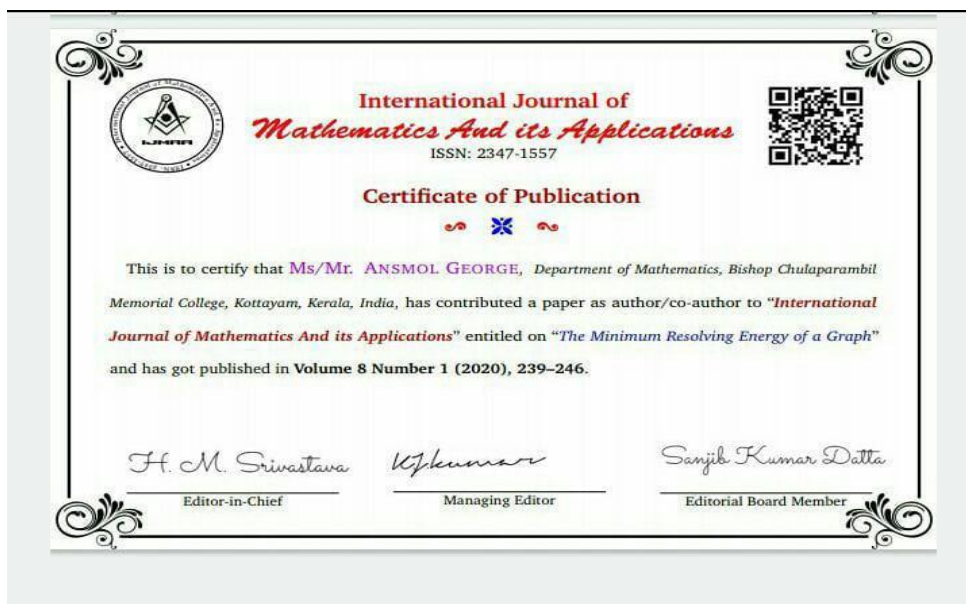 International Journal of
Mathematics And its Applications
ISSN: 2347-1557
IJMAA
Certificate of Publication
This is to certify that Ms/Mr. ANSMOL GEORGE, Department of Mathematics, Bishop Chulaparambil
Memorial College, Kottayam, Kerala, India, has contributed a paper as author/co-author to “International
Journal of Mathematics And its Applications” entitled on “The Minimum Resolving Energy of a Graph”
and has got published in Volume 8 Number 1 (2020), 239–246.
H. M. Srivastava
Sanjib Kumar Datta
Editor-in-Chief
Managing Editor
Editorial Board Member